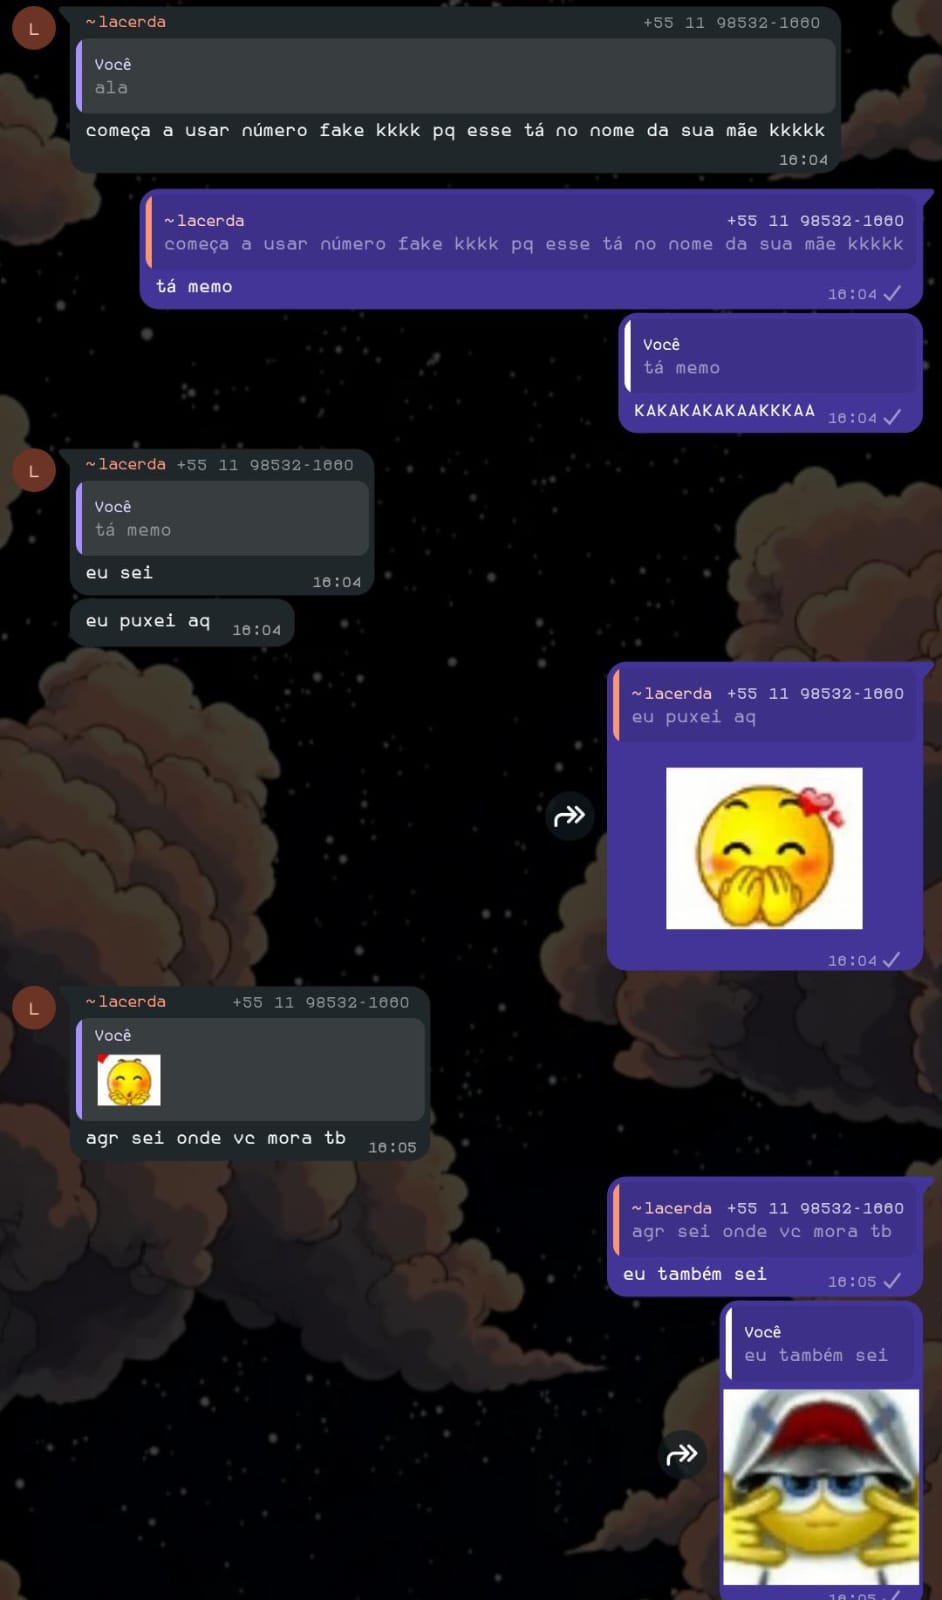 L
~lacerda +55 11 98532-1660
Você
ala
começa a usar número fake kkkk pq esse tá no nome da sua mãe kkkkk
16:04
~lacerda +55 11 98532-1660
começa a usar número fake kkkk pq esse tá no nome da sua mãe kkkkk
tá memo
16:04
Você
tá memo
KAKAKAKAKAAKKKAA 16:04
L
~lacerda +55 11 98532-1660
Você
tá memo
eu sei
16:04
eu puxei aq 16:04
~lacerda +55 11 98532-1660
eu puxei aq
16:04
L
~lacerda +55 11 98532-1660
Você
agr sei onde vc mora tb 16:05
~lacerda +55 11 98532-1660
agr sei onde vc mora tb
eu também sei 16:05
Você
eu também sei
16:05